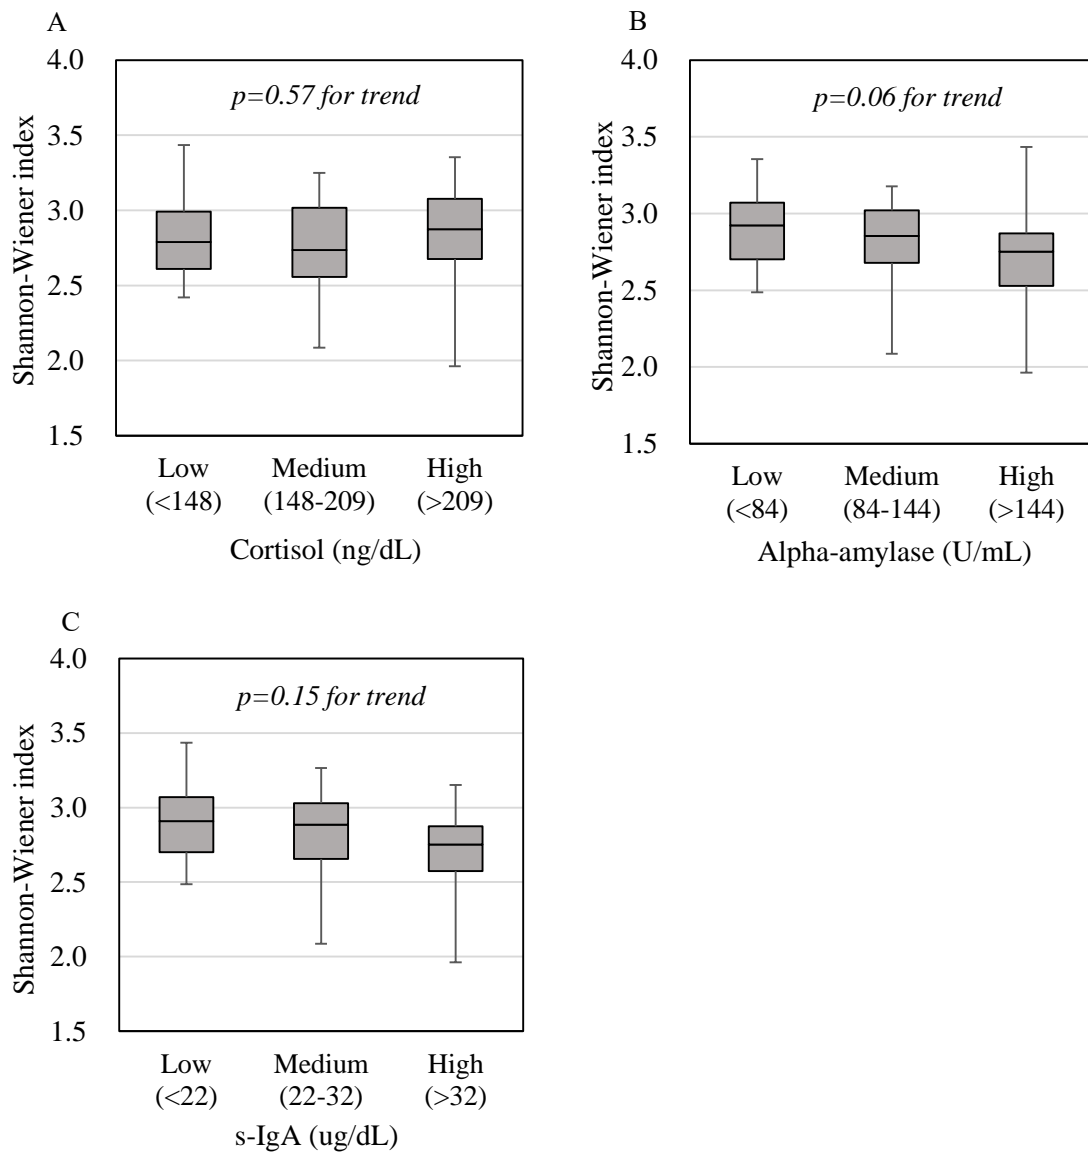 A
4.0
p=0.57 for trend
3.5
3.0
2.5
2.0
1.5
Shannon-Wiener index
Low Medium High
(<148) (148-209) (>209)
Cortisol (ng/dL)
B
4.0
p=0.06 for trend
3.5
3.0
2.5
2.0
1.5
Shannon-Wiener index
Low Medium High
(<84) (84-144) (>144)
Alpha-amylase (U/mL)
C
4.0
p=0.15 for trend
3.5
3.0
2.5
2.0
1.5
Shannon-Wiener index
Low Medium High
(<22) (22-32) (>32)
s-IgA (ug/dL)